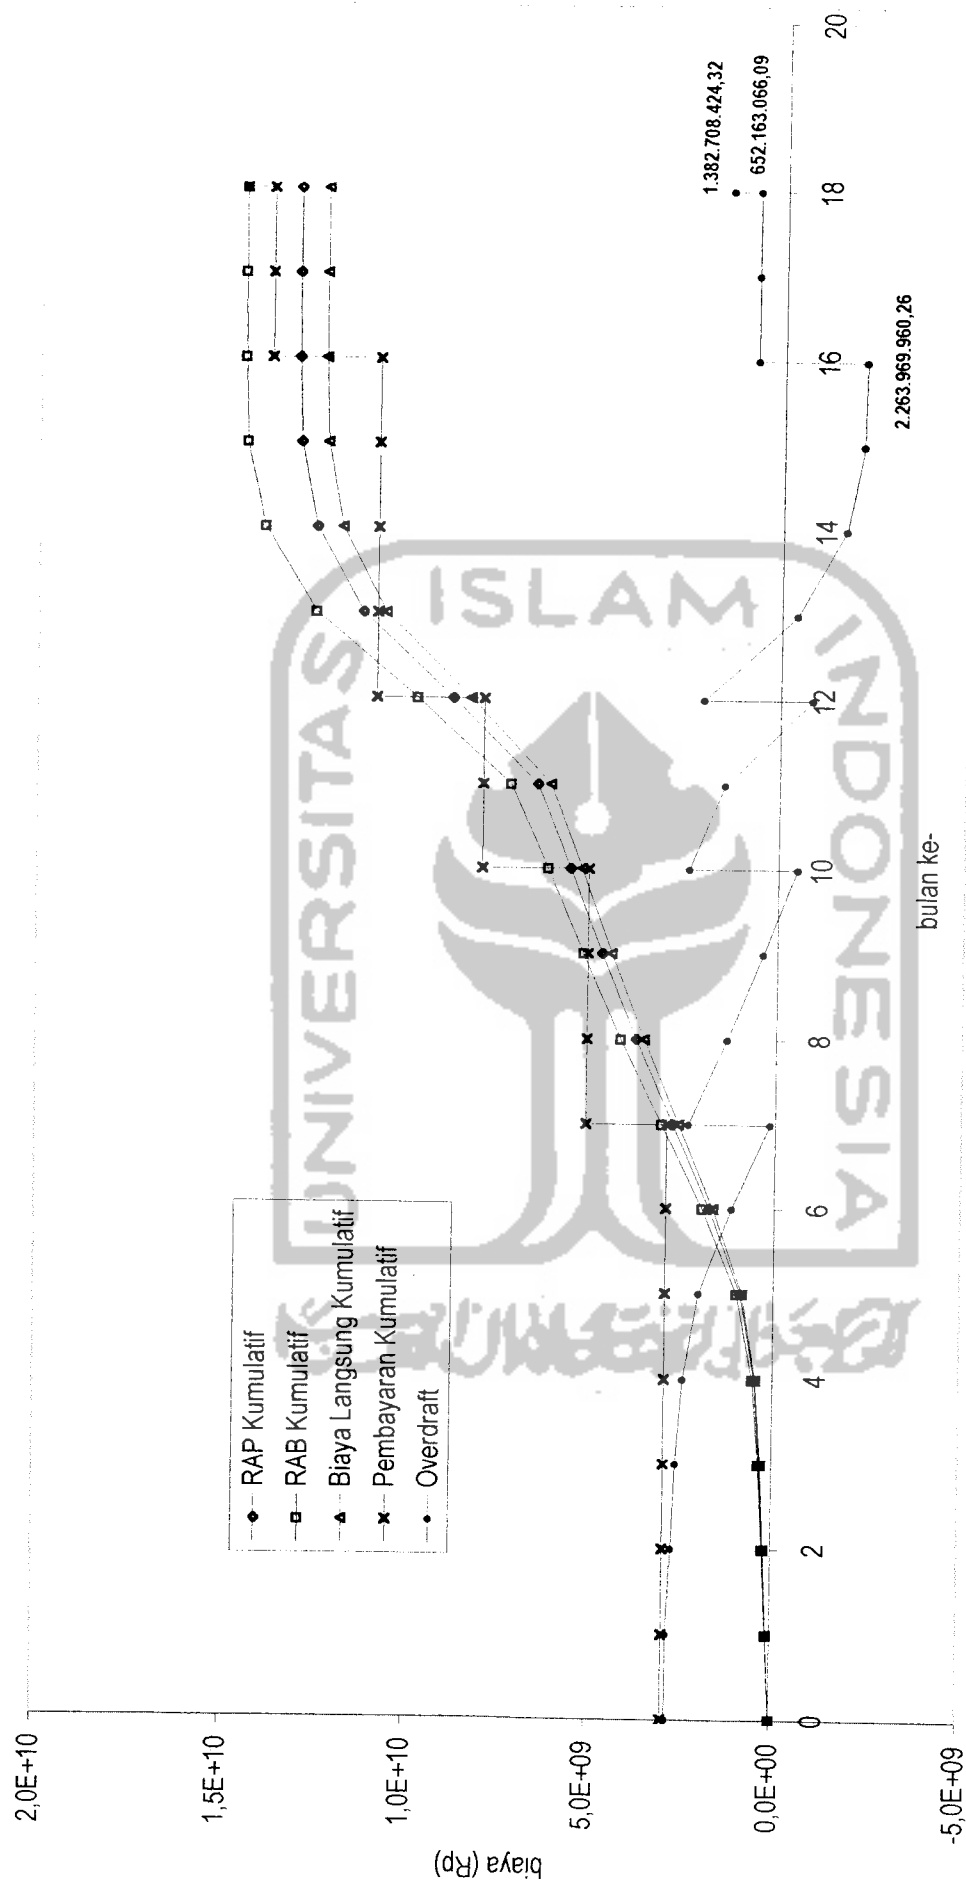 2,0E+10
1,5E+10
1,0E+10
5,0E+09
0,0E+00
-5,0E+09
biaya (Rp)
RAP Kumulatif
RAB Kumulatif
Biaya Langsung Kumulatif
Pembayaran Kumulatif
Overdraft
0
2
4
6
8
10
12
14
16
18
20
bulan ke-
1.382.708.424,32
652.163.066,09
2.263.969.960,26
UNIVERSITAS
ISLAM
INDONESIA